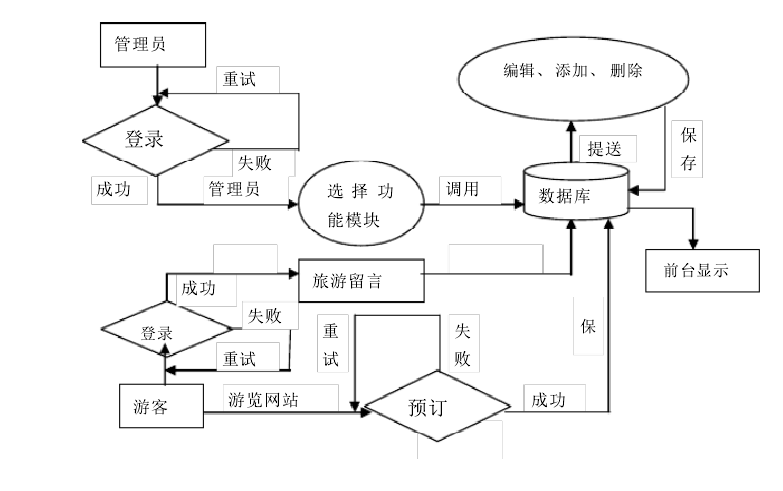 管理员
重试
编辑、添加、删除
登录
失败
提送
保
存
成功
管理员
选择功
能模块
调用
数据库
前台显示
成功
旅游留言
登录
失败
重
试
失
败
保
重试
游客
游览网站
预订
成功